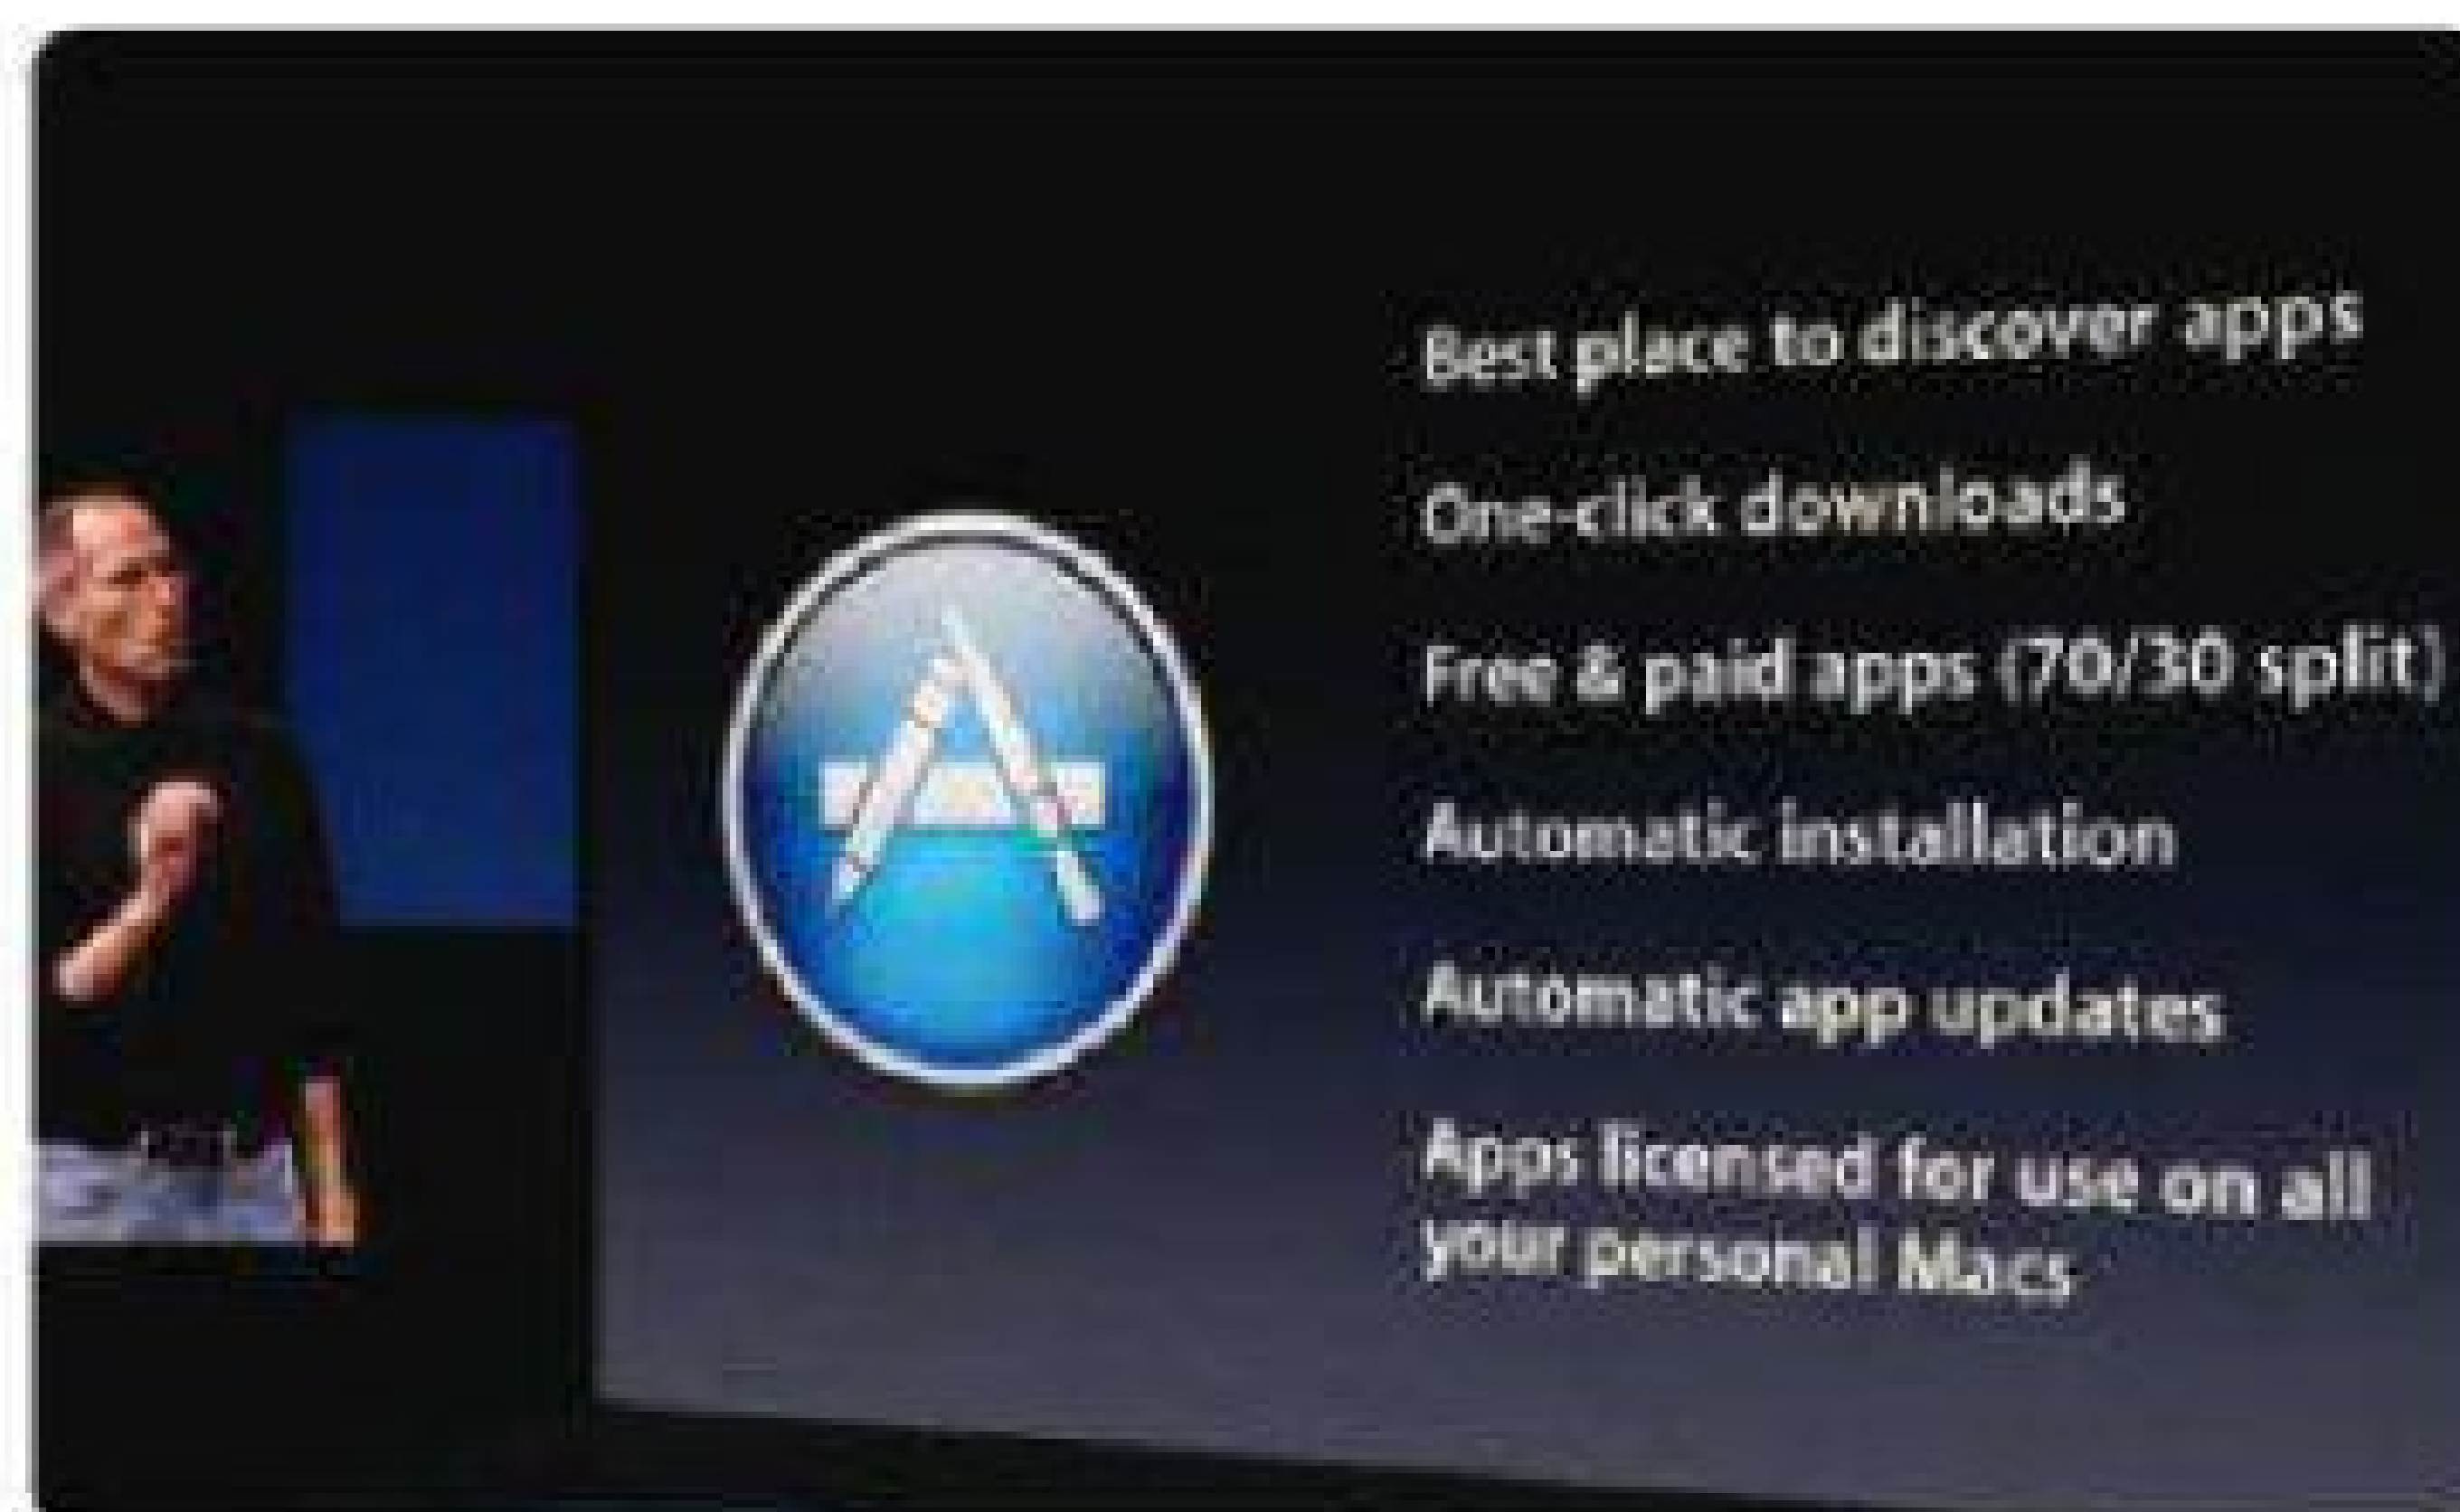 Best place to discover apps
One-click downloads
Free & paid apps (70/30 split)
Automatic installation
Automatic app updates
Apps licensed for use on all
your personal Macs